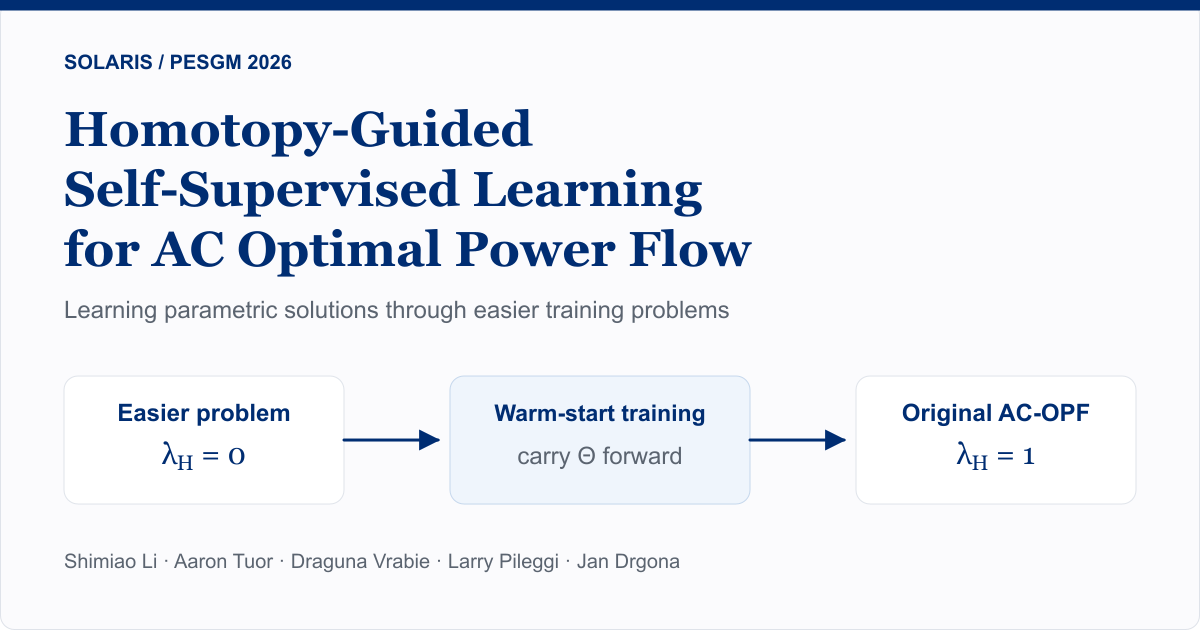 SOLARIS / PESGM 2026
Homotopy-Guided
Self-Supervised Learning
for AC Optimal Power Flow
Learning parametric solutions through easier training problems
Easier problem
λH = 0
Warm-start training
carry Θ forward
Original AC-OPF
λH = 1
Shimiao Li · Aaron Tuor · Draguna Vrabie · Larry Pileggi · Jan Drgona